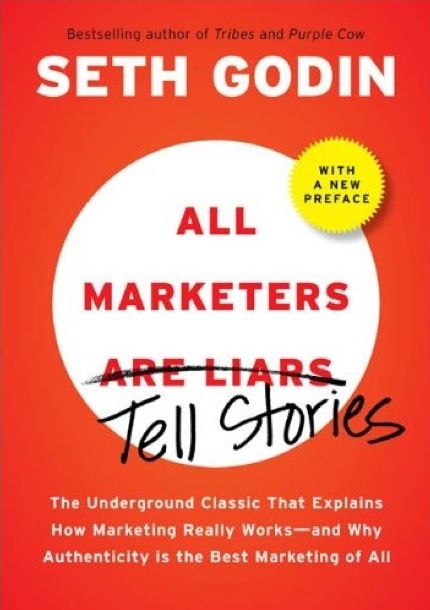 Bestselling author of Tribes and Purple Cow
SETH GODIN
WITH
A NEW
PREFACE
ALL
MARKETERS
ARE LIARS
Tell Stories
The Underground Classic That Explains
How Marketing Really Works—and Why
Authenticity is the Best Marketing of All